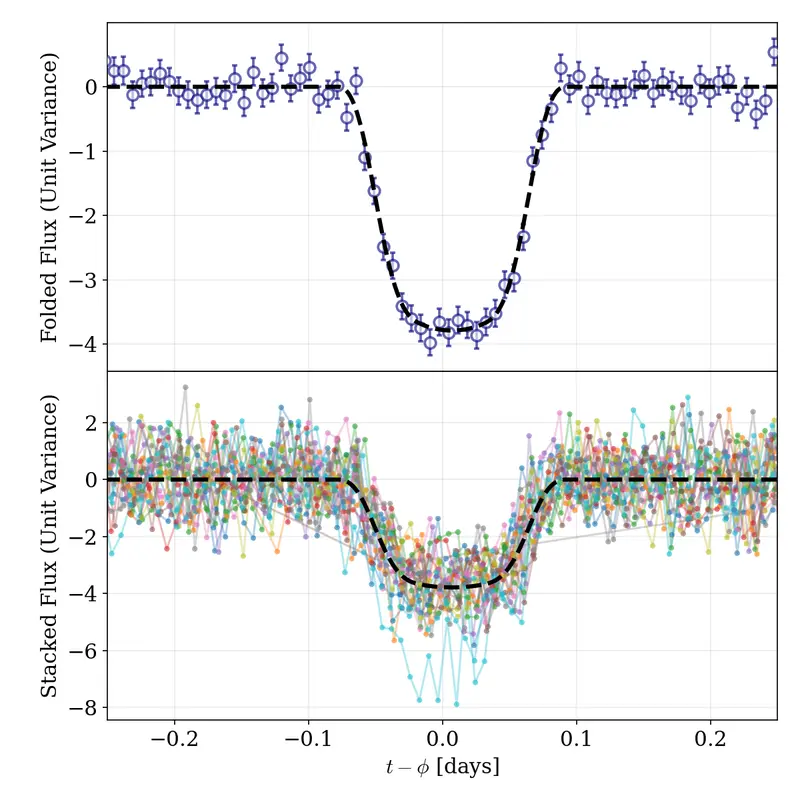 Folded Flux (Unit Variance)
0
−1
−2
−3
−4
Stacked Flux (Unit Variance)
2
0
−2
−4
−6
−8
−0.2 −0.1 0.0 0.1 0.2
t − ϕ [days]